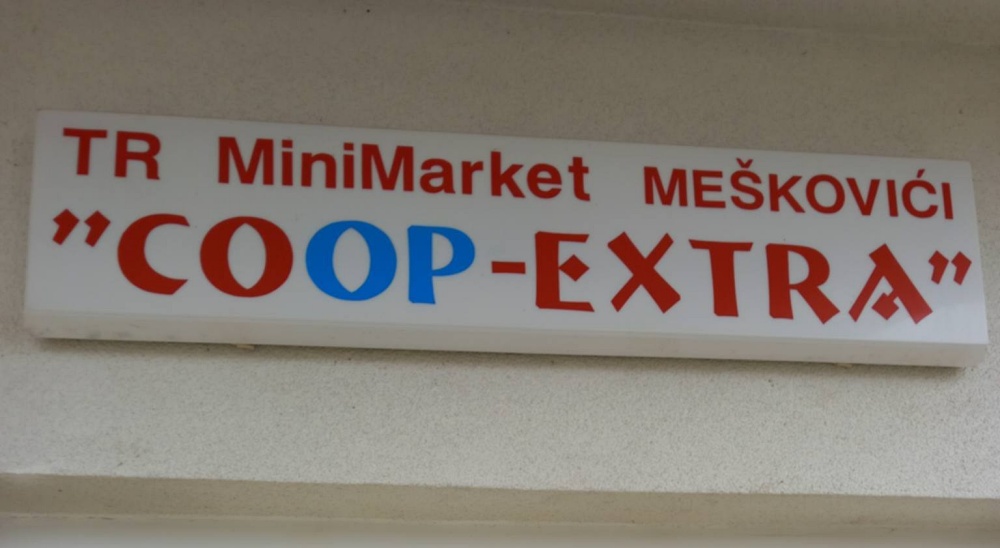 TR MiniMarket MEŠKOVIĆI
"COOP-EXTRA"